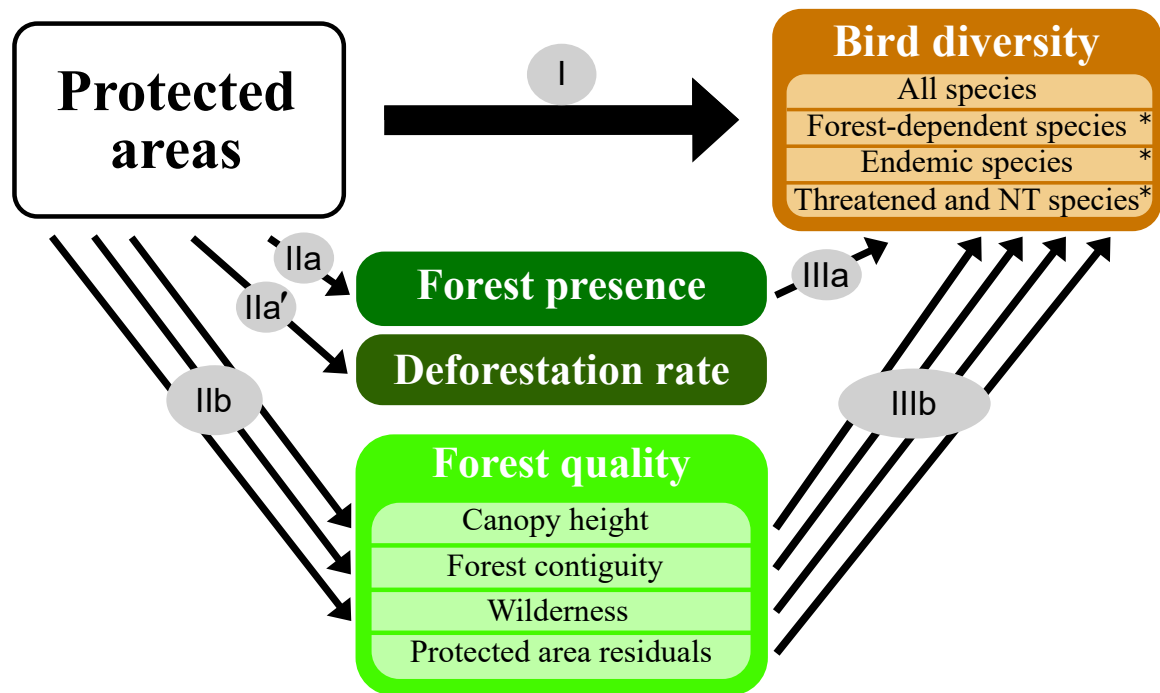 Protected
areas
I
Bird diversity
All species
Forest-dependent species *
Endemic species *
Threatened and NT species*
IIa
IIa′
IIb
Forest presence
Deforestation rate
IIIa
IIIb
Forest quality
Canopy height
Forest contiguity
Wilderness
Protected area residuals